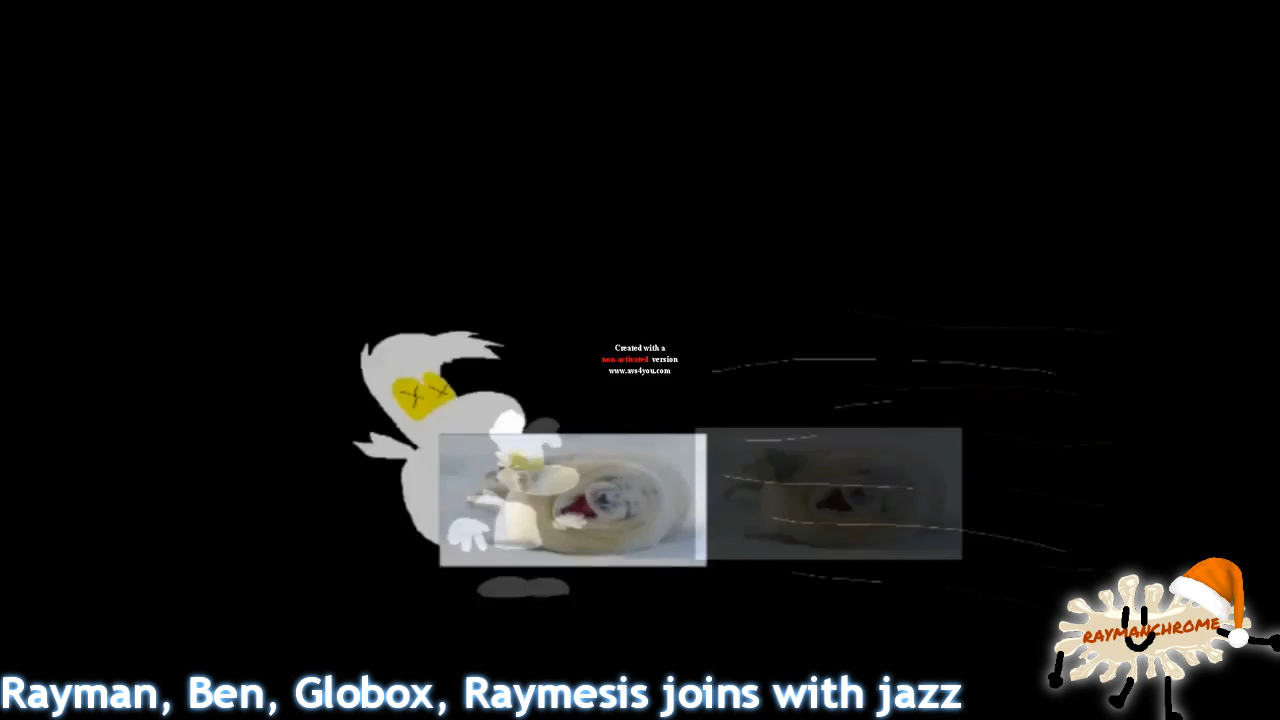 Created with a
non-activated version
www.avs4you.com
RAYMANCHROME
Rayman, Ben, Globox, Raymesis joins with jazz